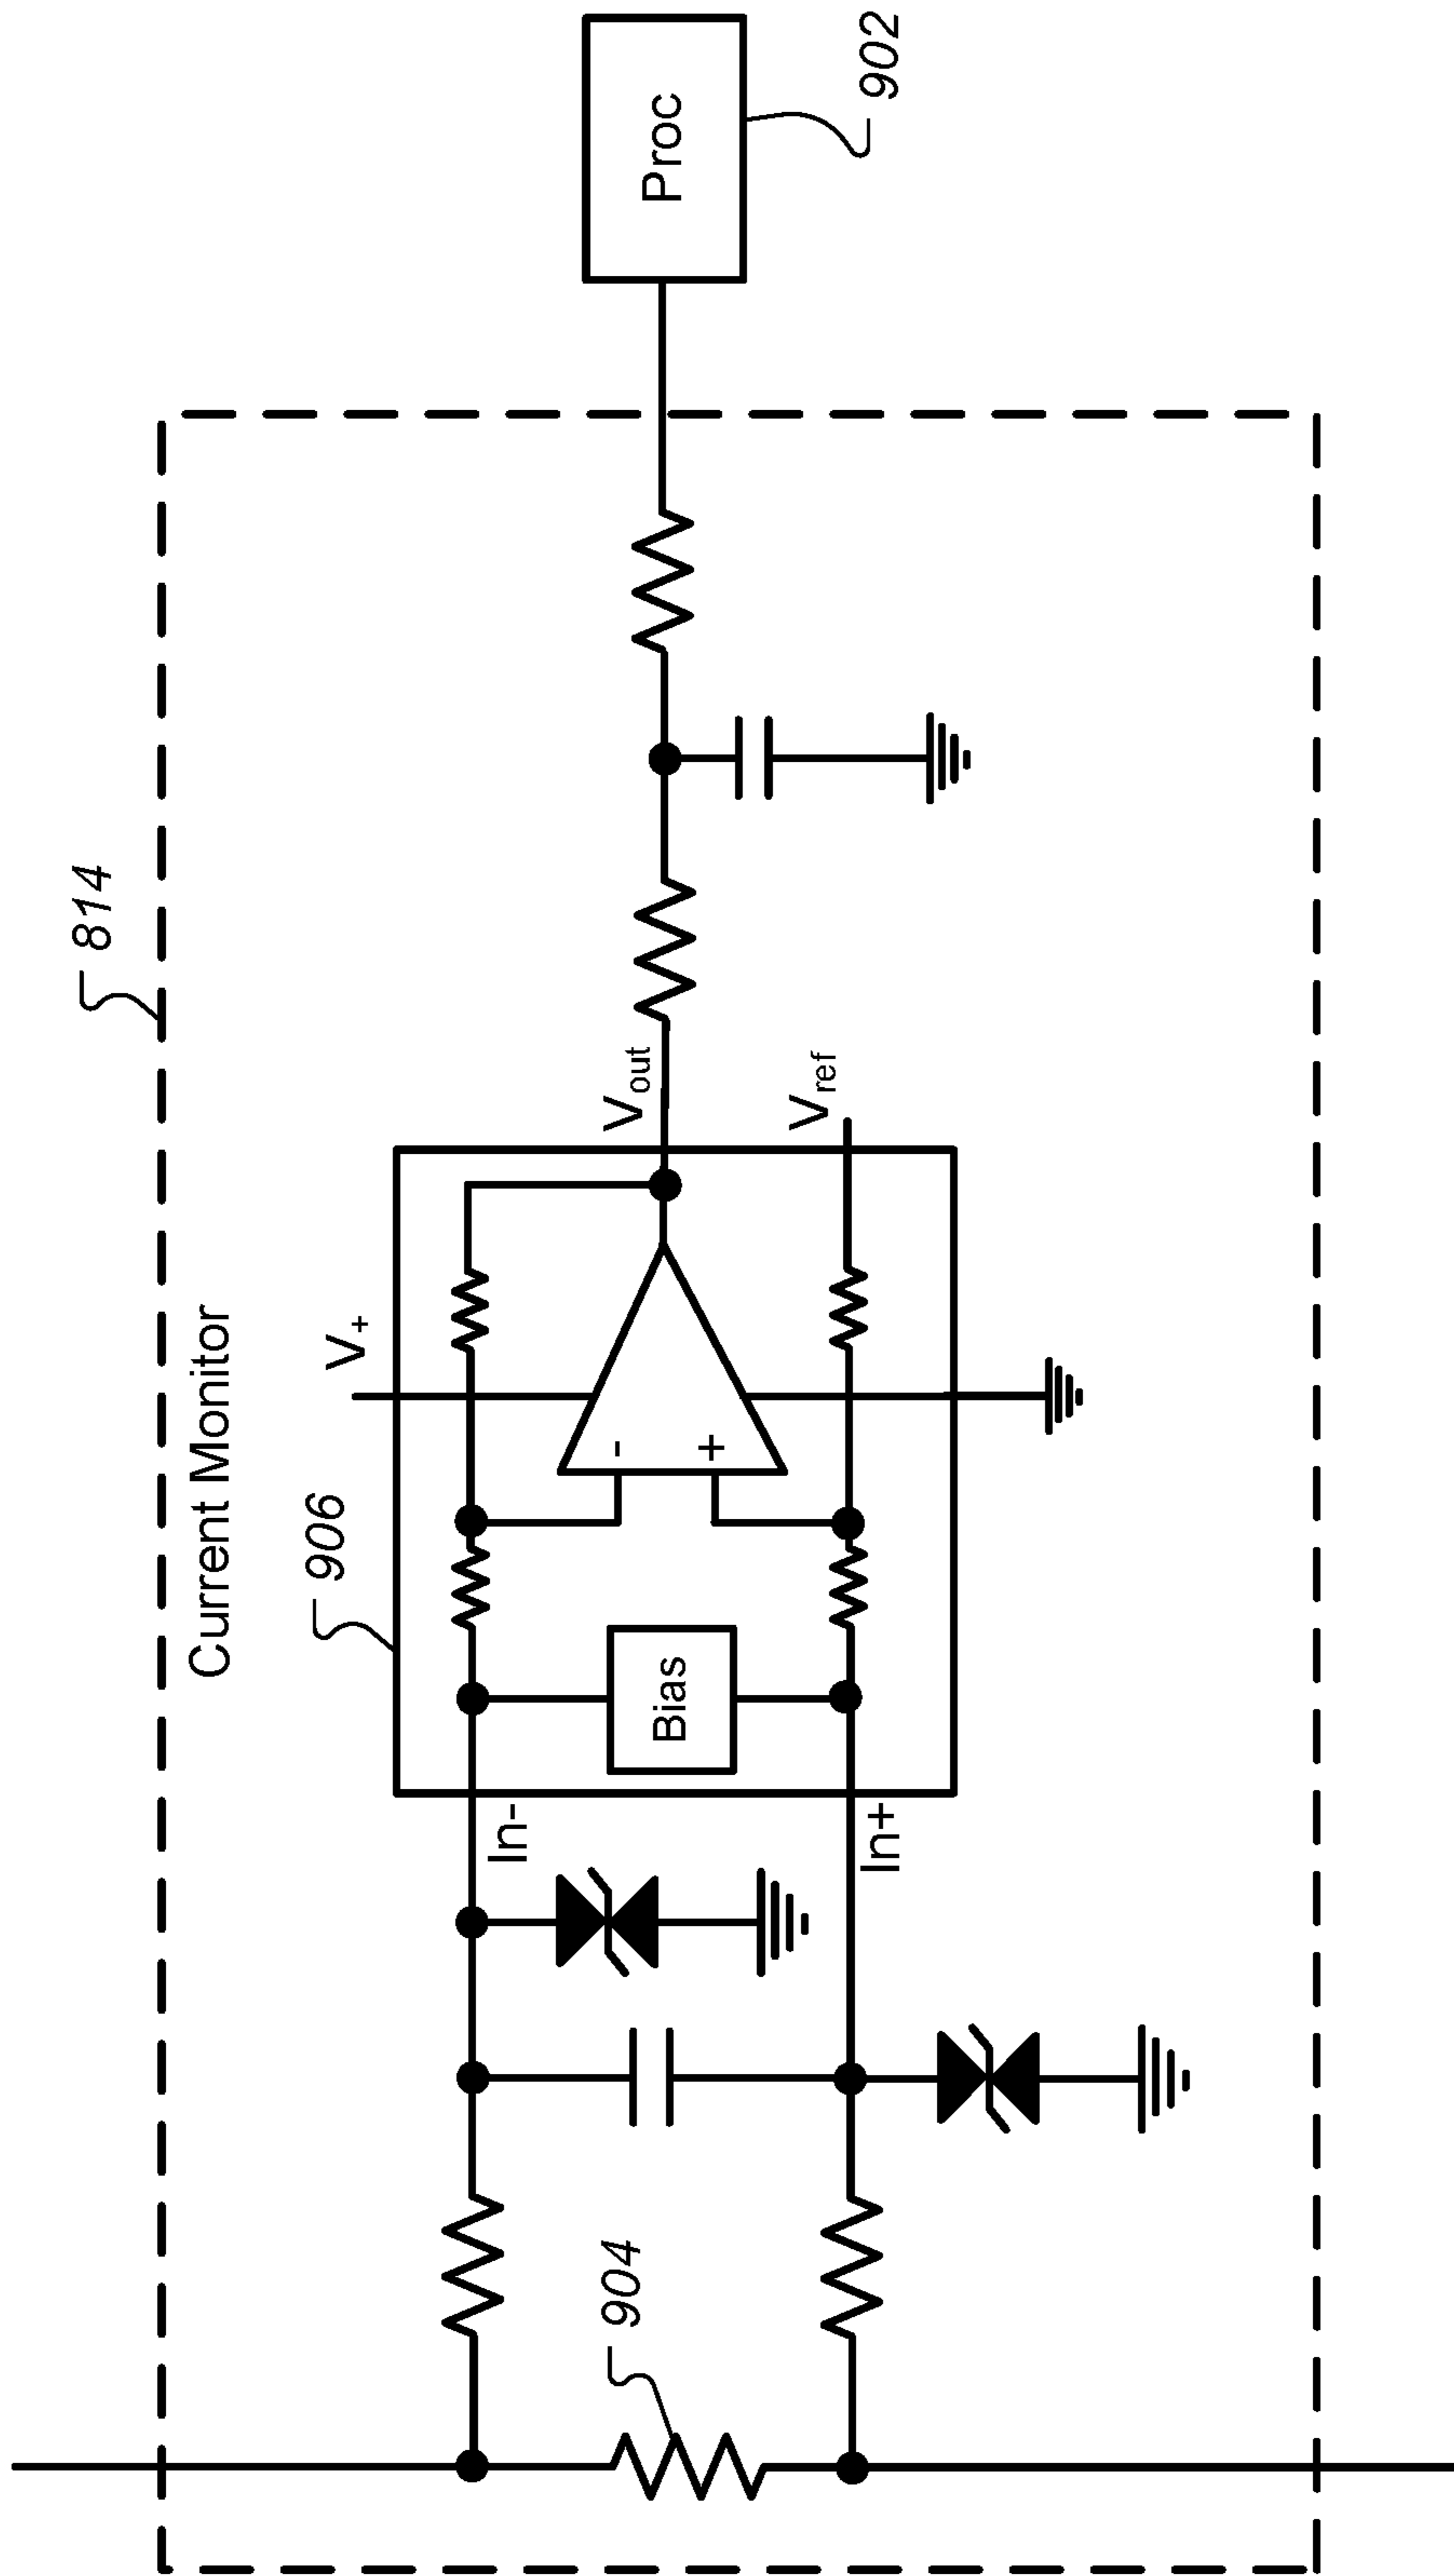 814
Current Monitor
906
V+
In-
In+
Bias
-
+
Vout
Vref
904
Proc
902